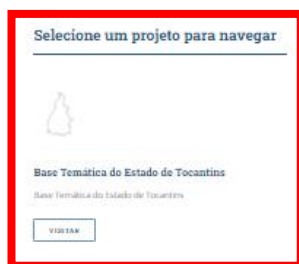 Selecione um projeto para navegar
Base Temática do Estado de Tocantins
Base Temática do Estado de Tocantins
VISITAR